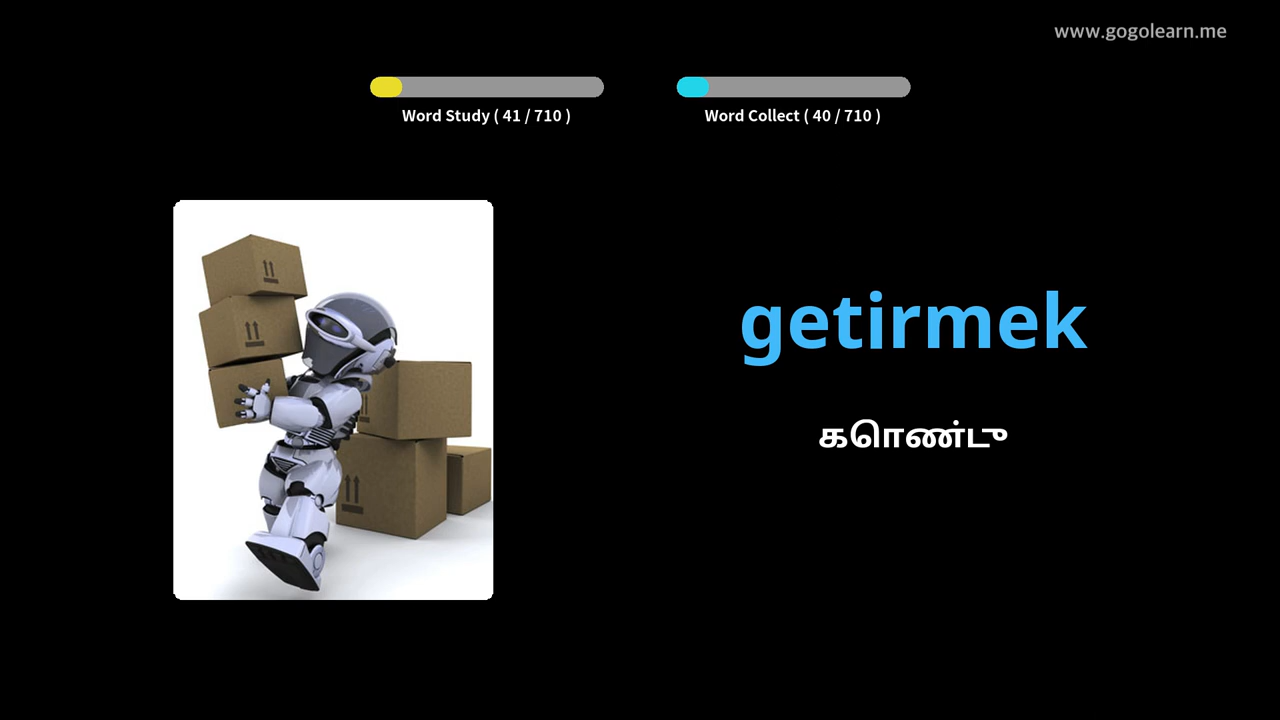 www.gogolearn.me
Word Study ( 41 / 710 )
Word Collect ( 40 / 710 )
getirmek
கொண்டு